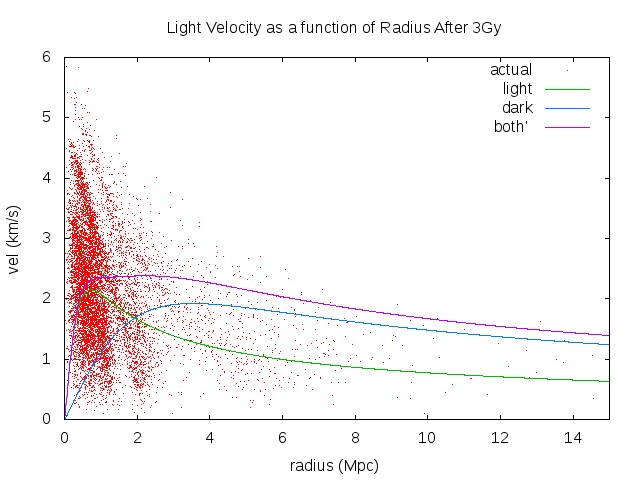 Light Velocity as a function of Radius After 3Gy
actual
light
dark
both'
vel (km/s)
6
5
4
3
2
1
0
0 2 4 6 8 10 12 14
radius (Mpc)